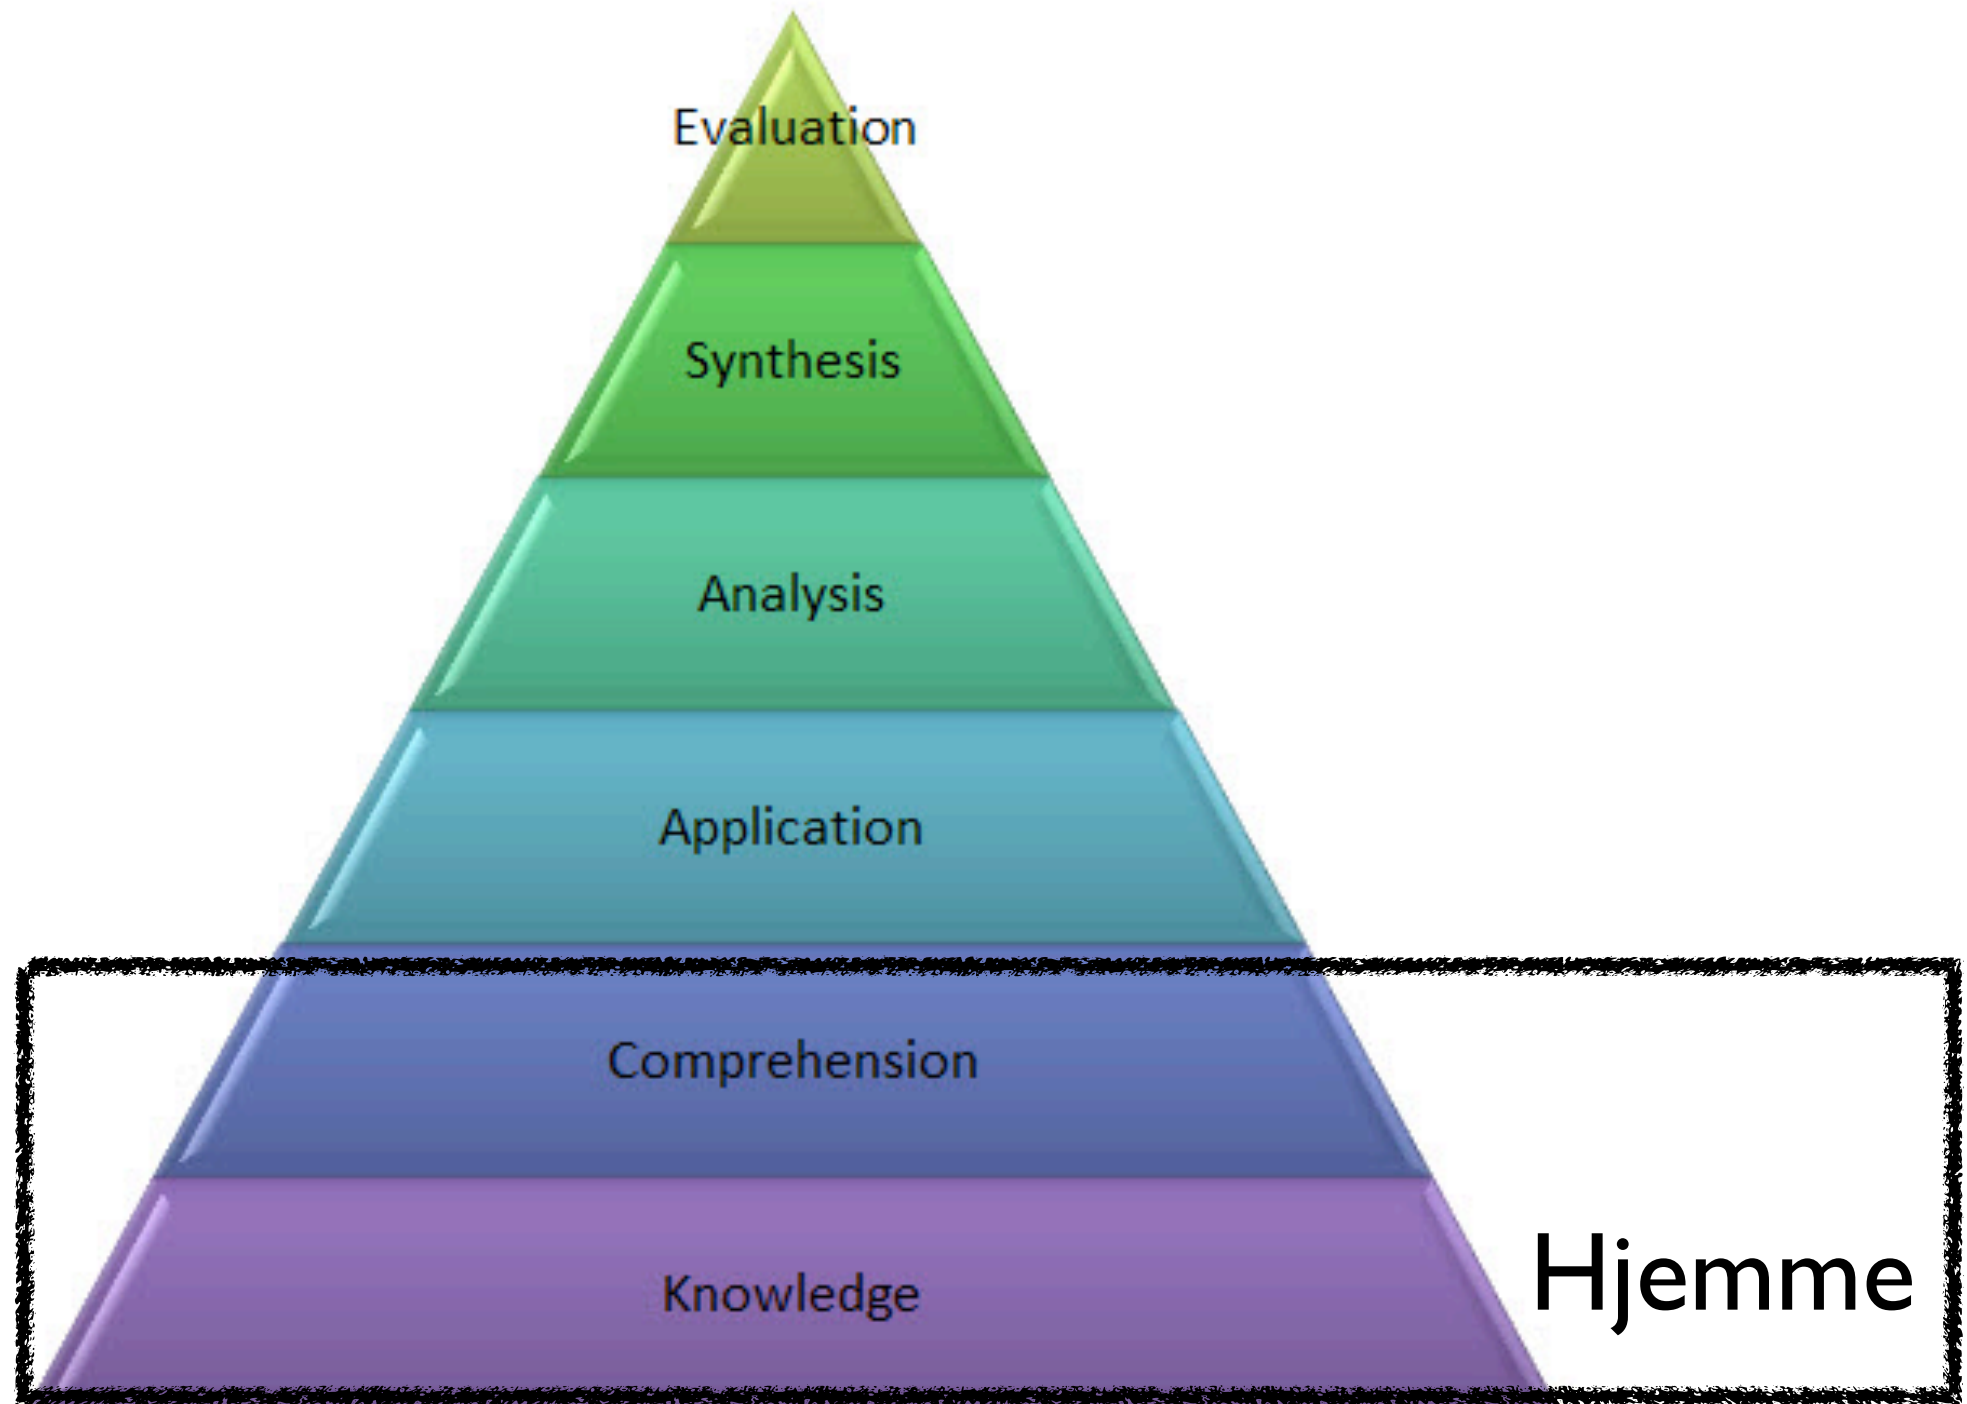 Evaluation
Synthesis
Analysis
Application
Comprehension
Knowledge
Hjemme